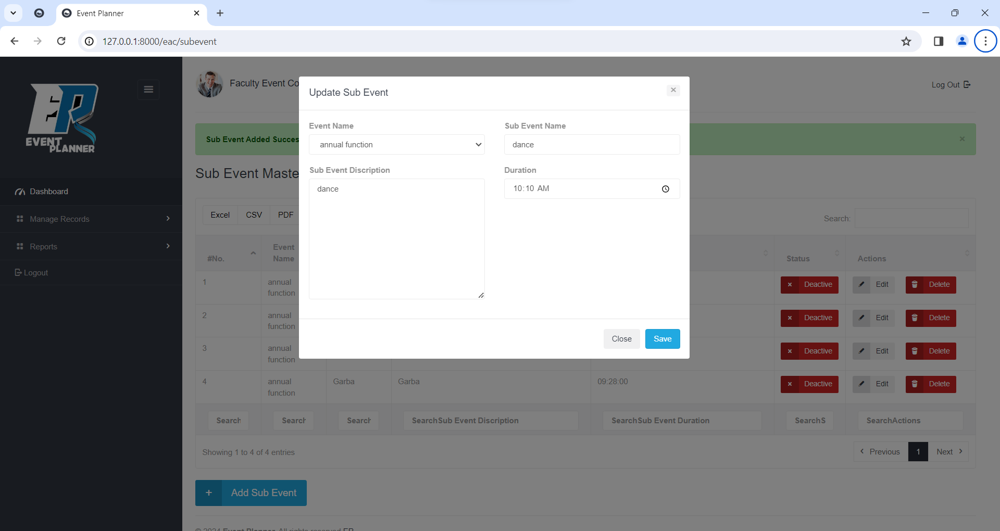 Event Planner
127.0.0.1:8000/eac/subevent
EVENT
PLANNER
Faculty Event Co
Log Out
Sub Event Added Succes
Update Sub Event
Event Name
Sub Event Name
annual function
dance
Sub Event Discription
Duration
dance
10:10 AM
Close
Save
Sub Event Maste
Dashboard
Manage Records
Reports
Logout
Excel
CSV
PDF
Search:
#No.
Event
Name
Status
Actions
1
annual
function
Deactive
Edit
Delete
2
annual
function
Deactive
Edit
Delete
3
annual
function
Deactive
Edit
Delete
4
annual
function
Garba
Garba
09:28:00
Deactive
Edit
Delete
Search
Search
Search
SearchSub Event Discription
SearchSub Event Duration
SearchS
SearchActions
Showing 1 to 4 of 4 entries
Previous
1
Next
+ Add Sub Event
© 2024 Event Planner. All rights reserved ER